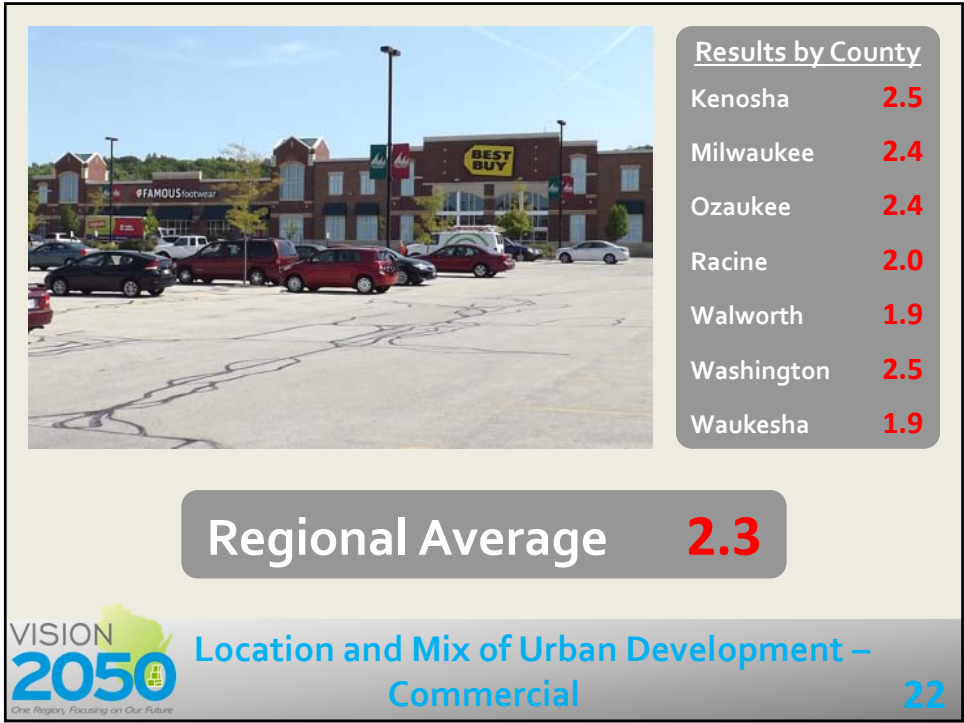 FAMOUS footwear
BEST
BUY
Results by County
Kenosha 2.5
Milwaukee 2.4
Ozaukee 2.4
Racine 2.0
Walworth 1.9
Washington 2.5
Waukesha 1.9
Regional Average 2.3
VISION
2050
One Region, Focusing on Our Future
Location and Mix of Urban Development –
Commercial 22